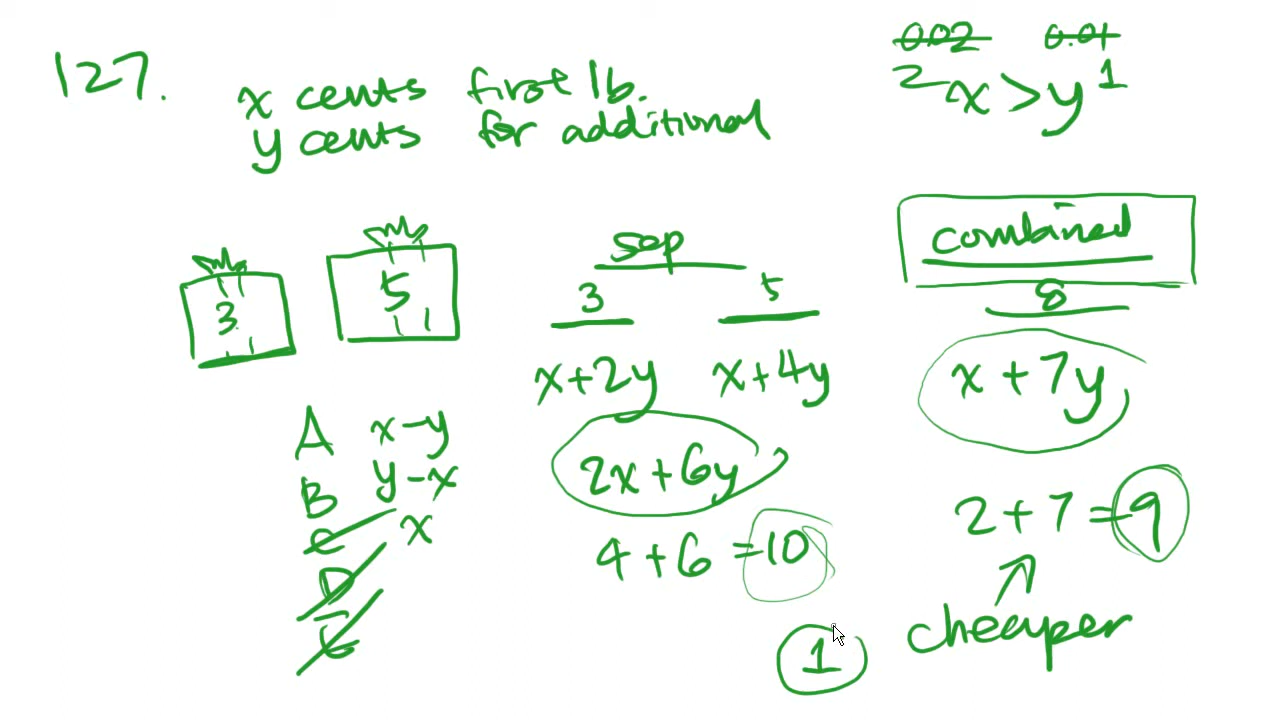 127.
x cents first lb.
y cents for additional
0.02 0.01
2 x > y 1
3
5
sep
3 5
x+2y x+4y
2x + 6y
4 + 6 = 10
1
combined
8
x + 7y
2 + 7 = 9
cheaper
A x-y
B y-x
C x
D
E